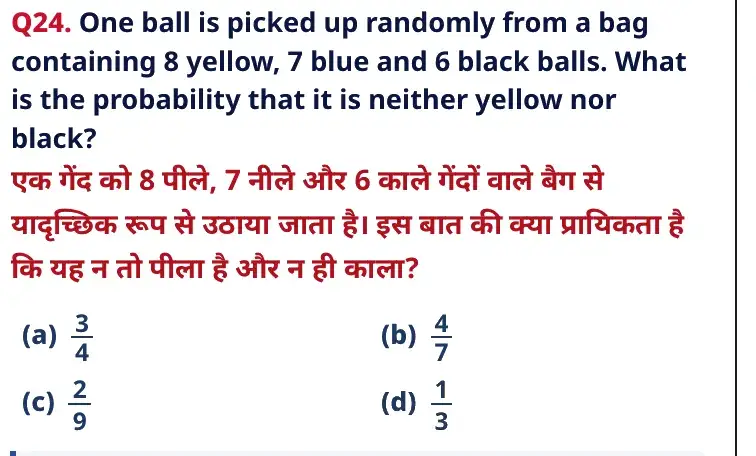 Q24. One ball is picked up randomly from a bag
containing 8 yellow, 7 blue and 6 black balls. What
is the probability that it is neither yellow nor
black?
एक गेंद को 8 पीले, 7 नीले और 6 काले गेंदों वाले बैग से
यादृच्छिक रूप से उठाया जाता है। इस बात की क्या प्रायिकता है
कि यह न तो पीला है और न ही काला?
(a) 3/4 (b) 4/7
(c) 2/9 (d) 1/3